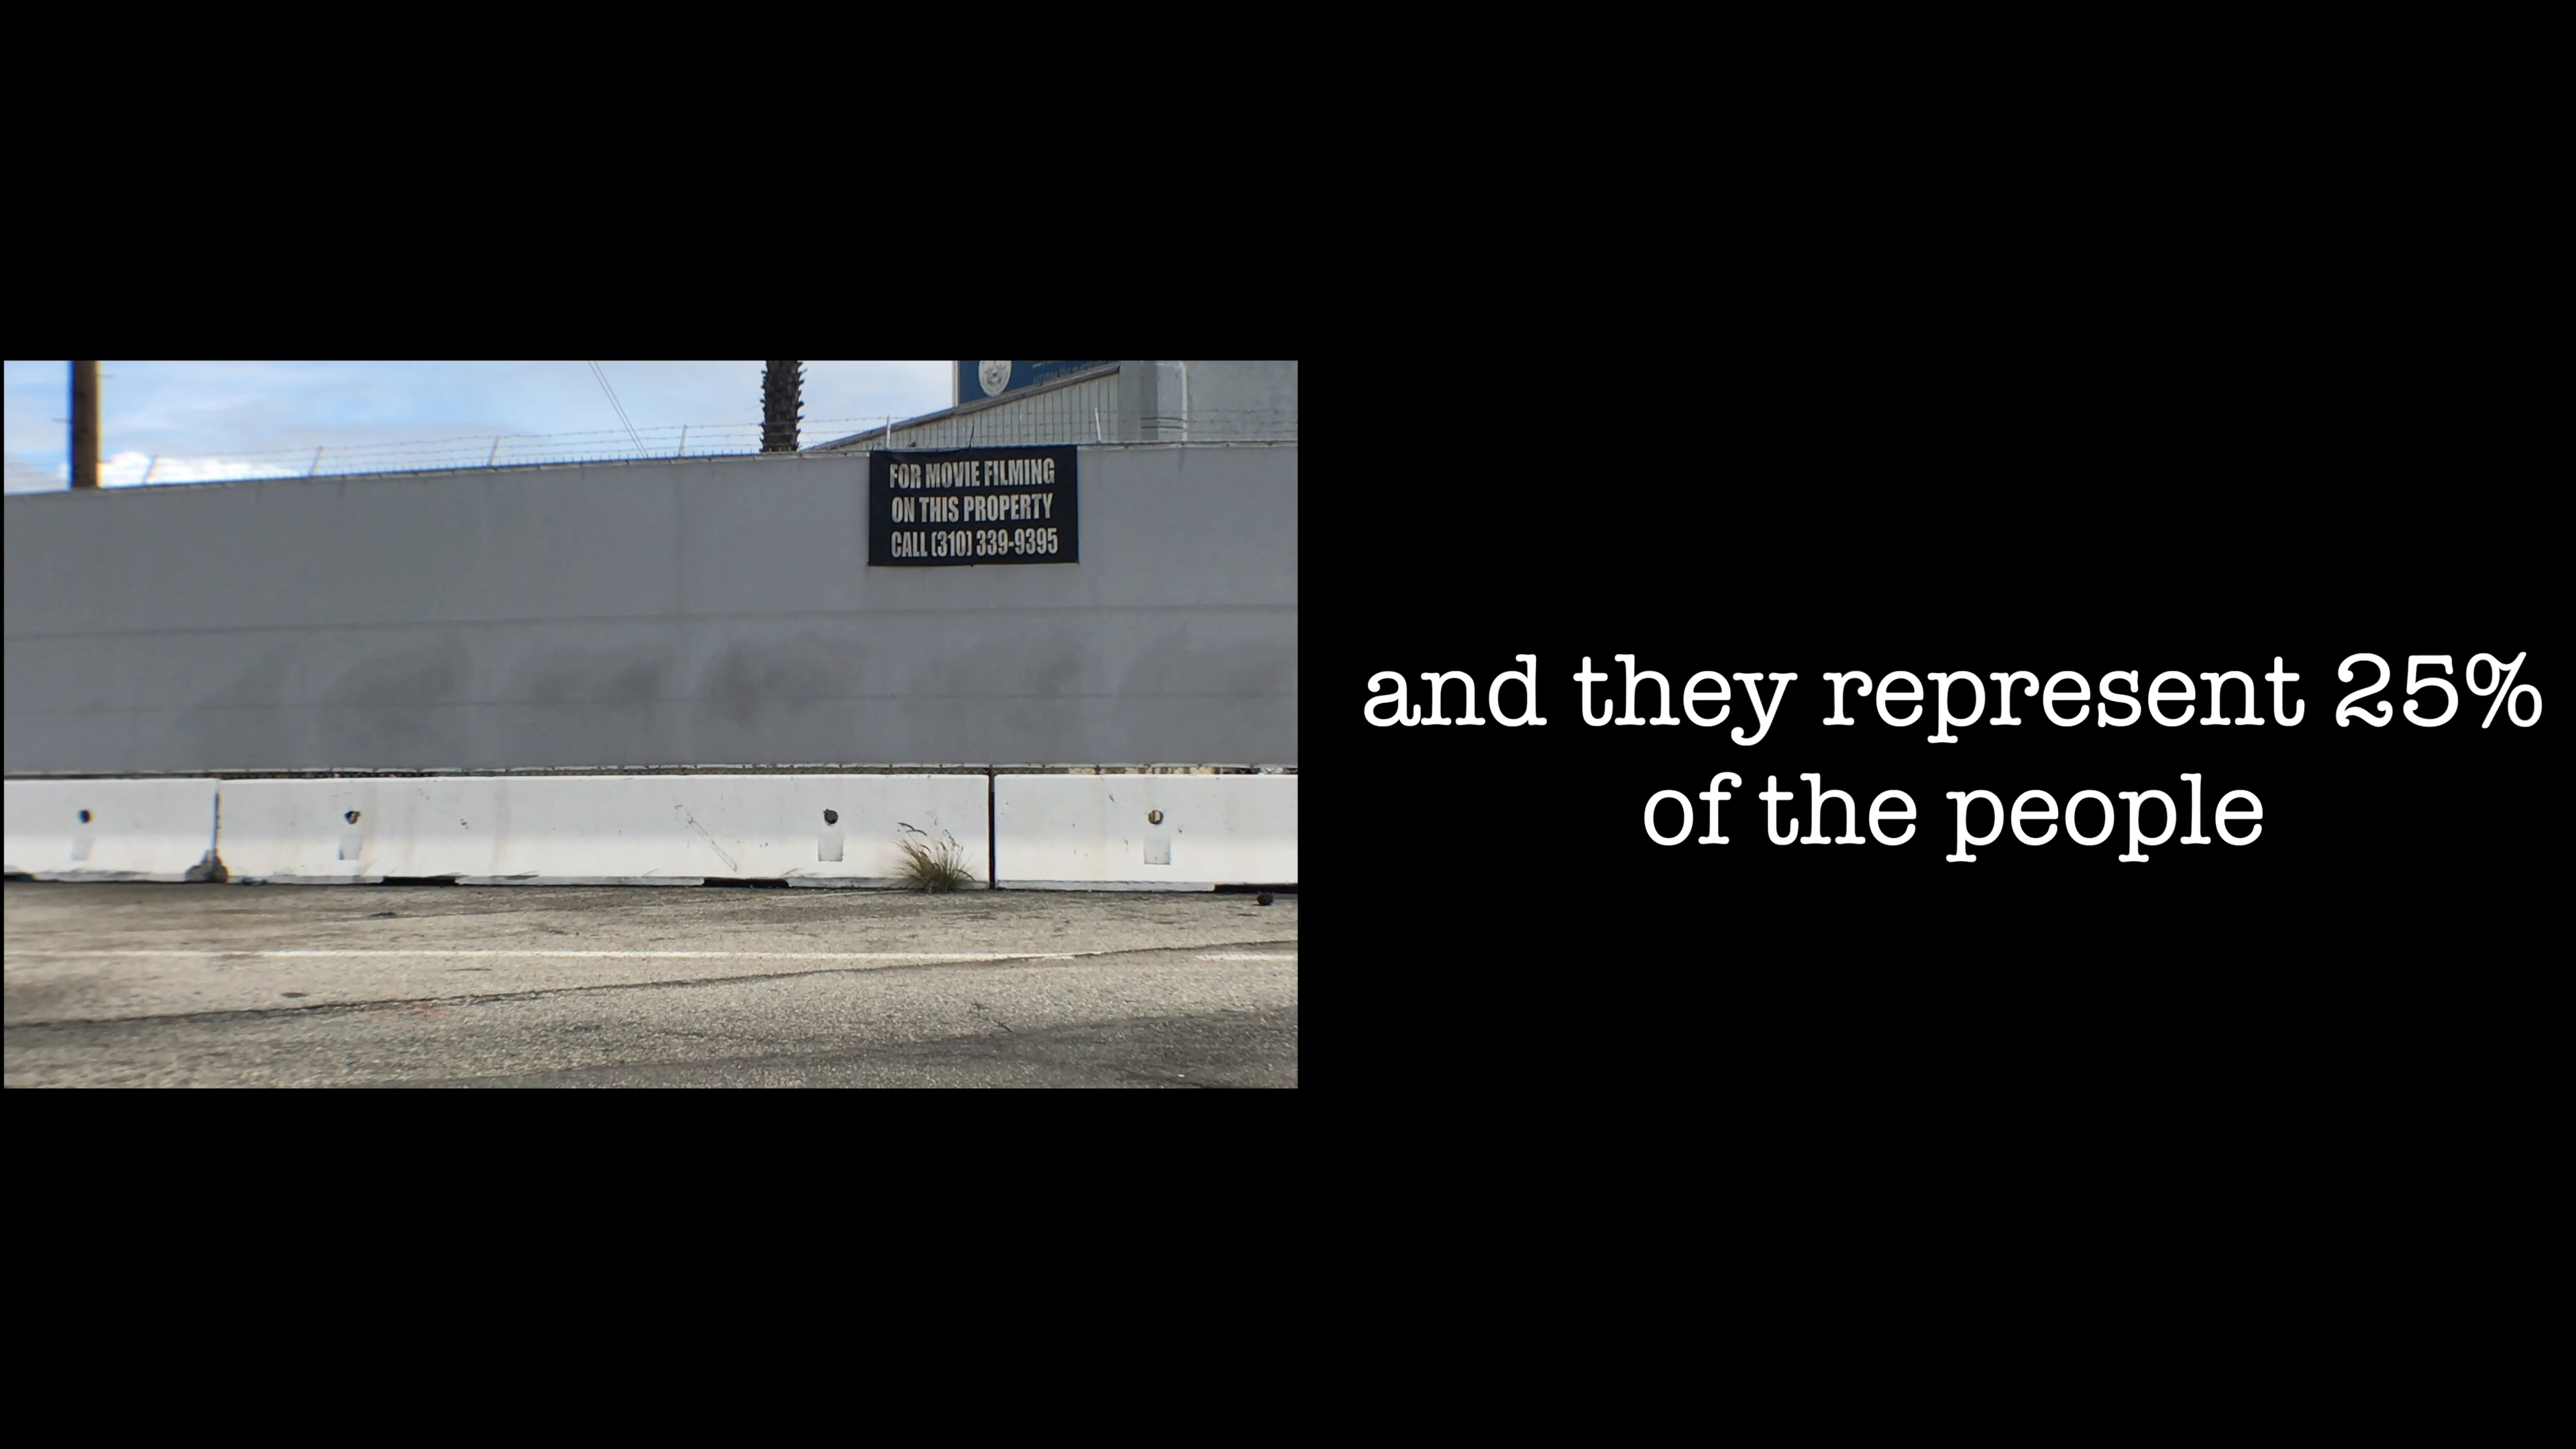 FOR MOVIE FILMING
ON THIS PROPERTY
CALL (310) 339-9395
and they represent 25%
of the people